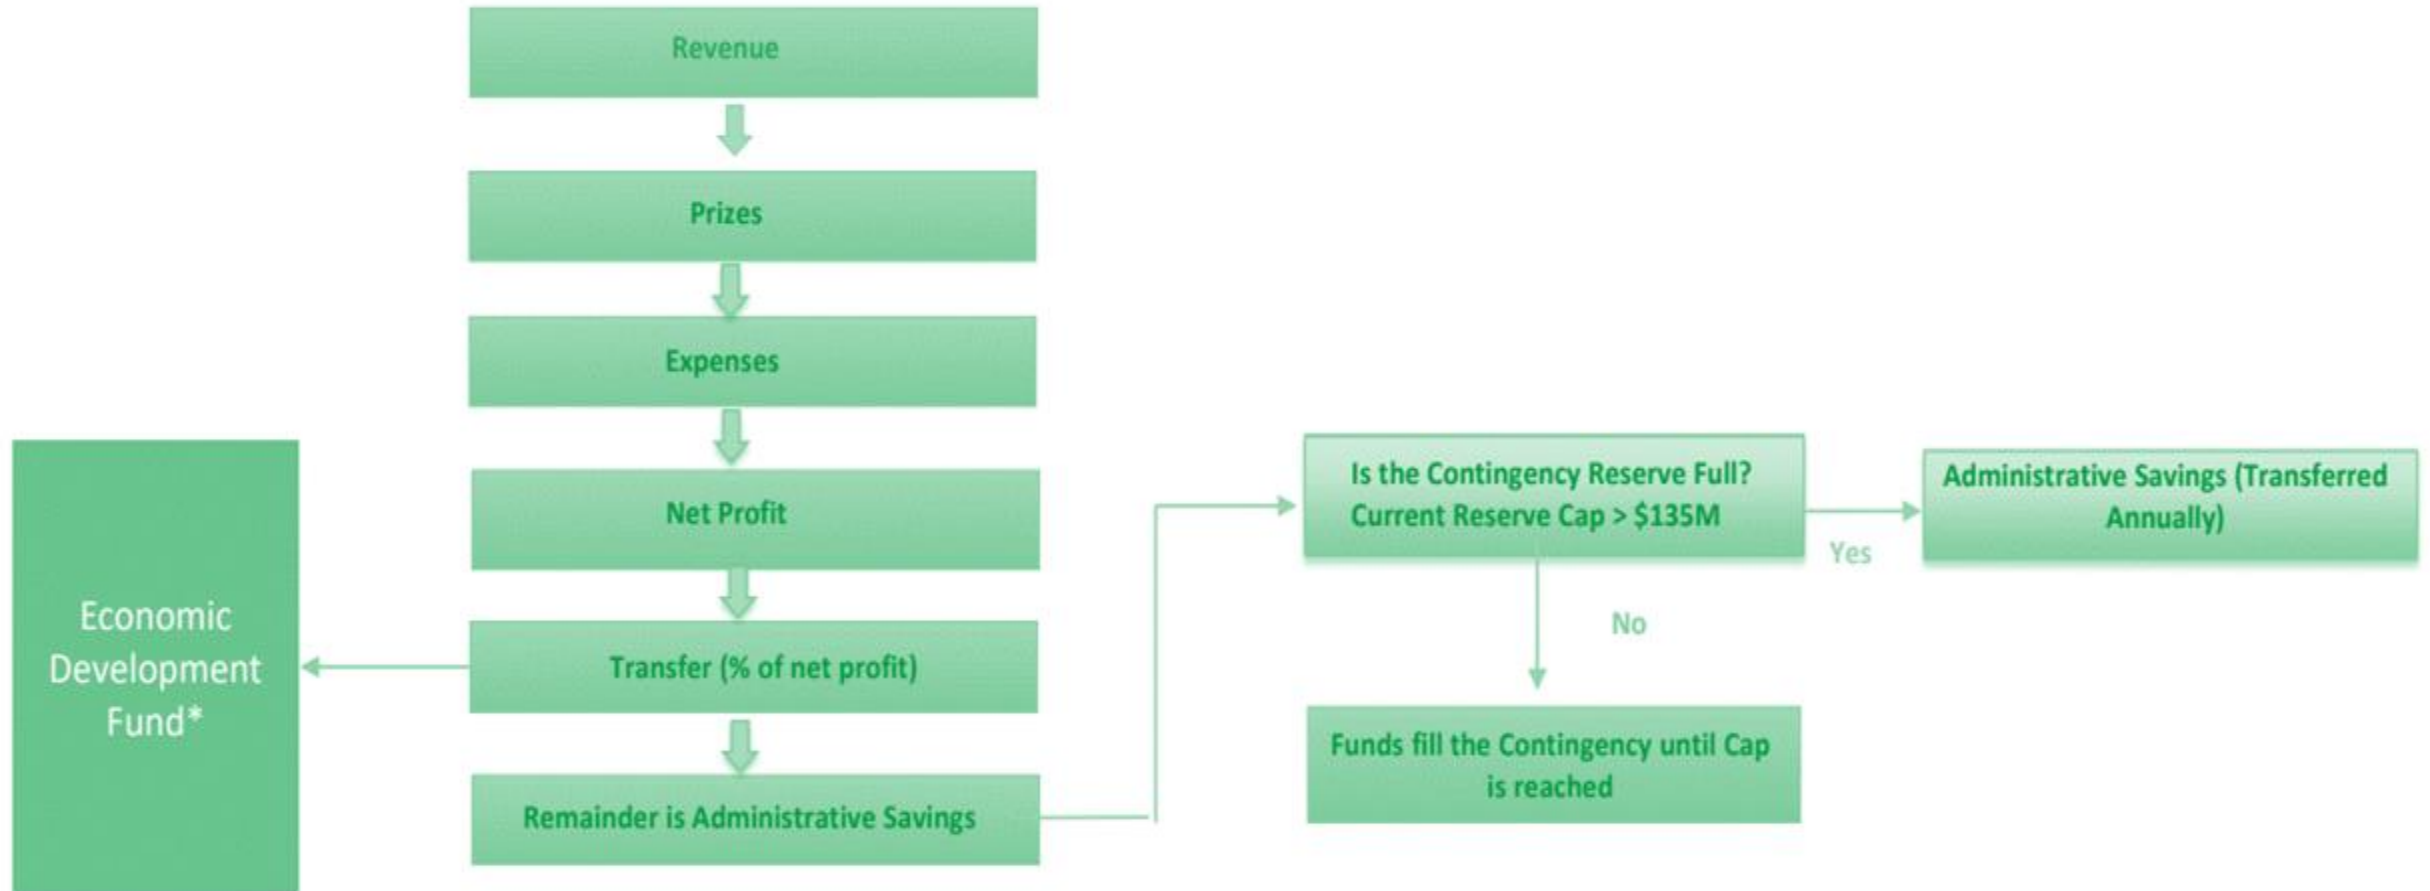 Revenue
Prizes
Expenses
Net Profit
Transfer (% of net profit)
Remainder is Administrative Savings
Economic
Development
Fund*
Is the Contingency Reserve Full?
Current Reserve Cap > $135M
Yes
Administrative Savings (Transferred
Annually)
No
Funds fill the Contingency until Cap
is reached